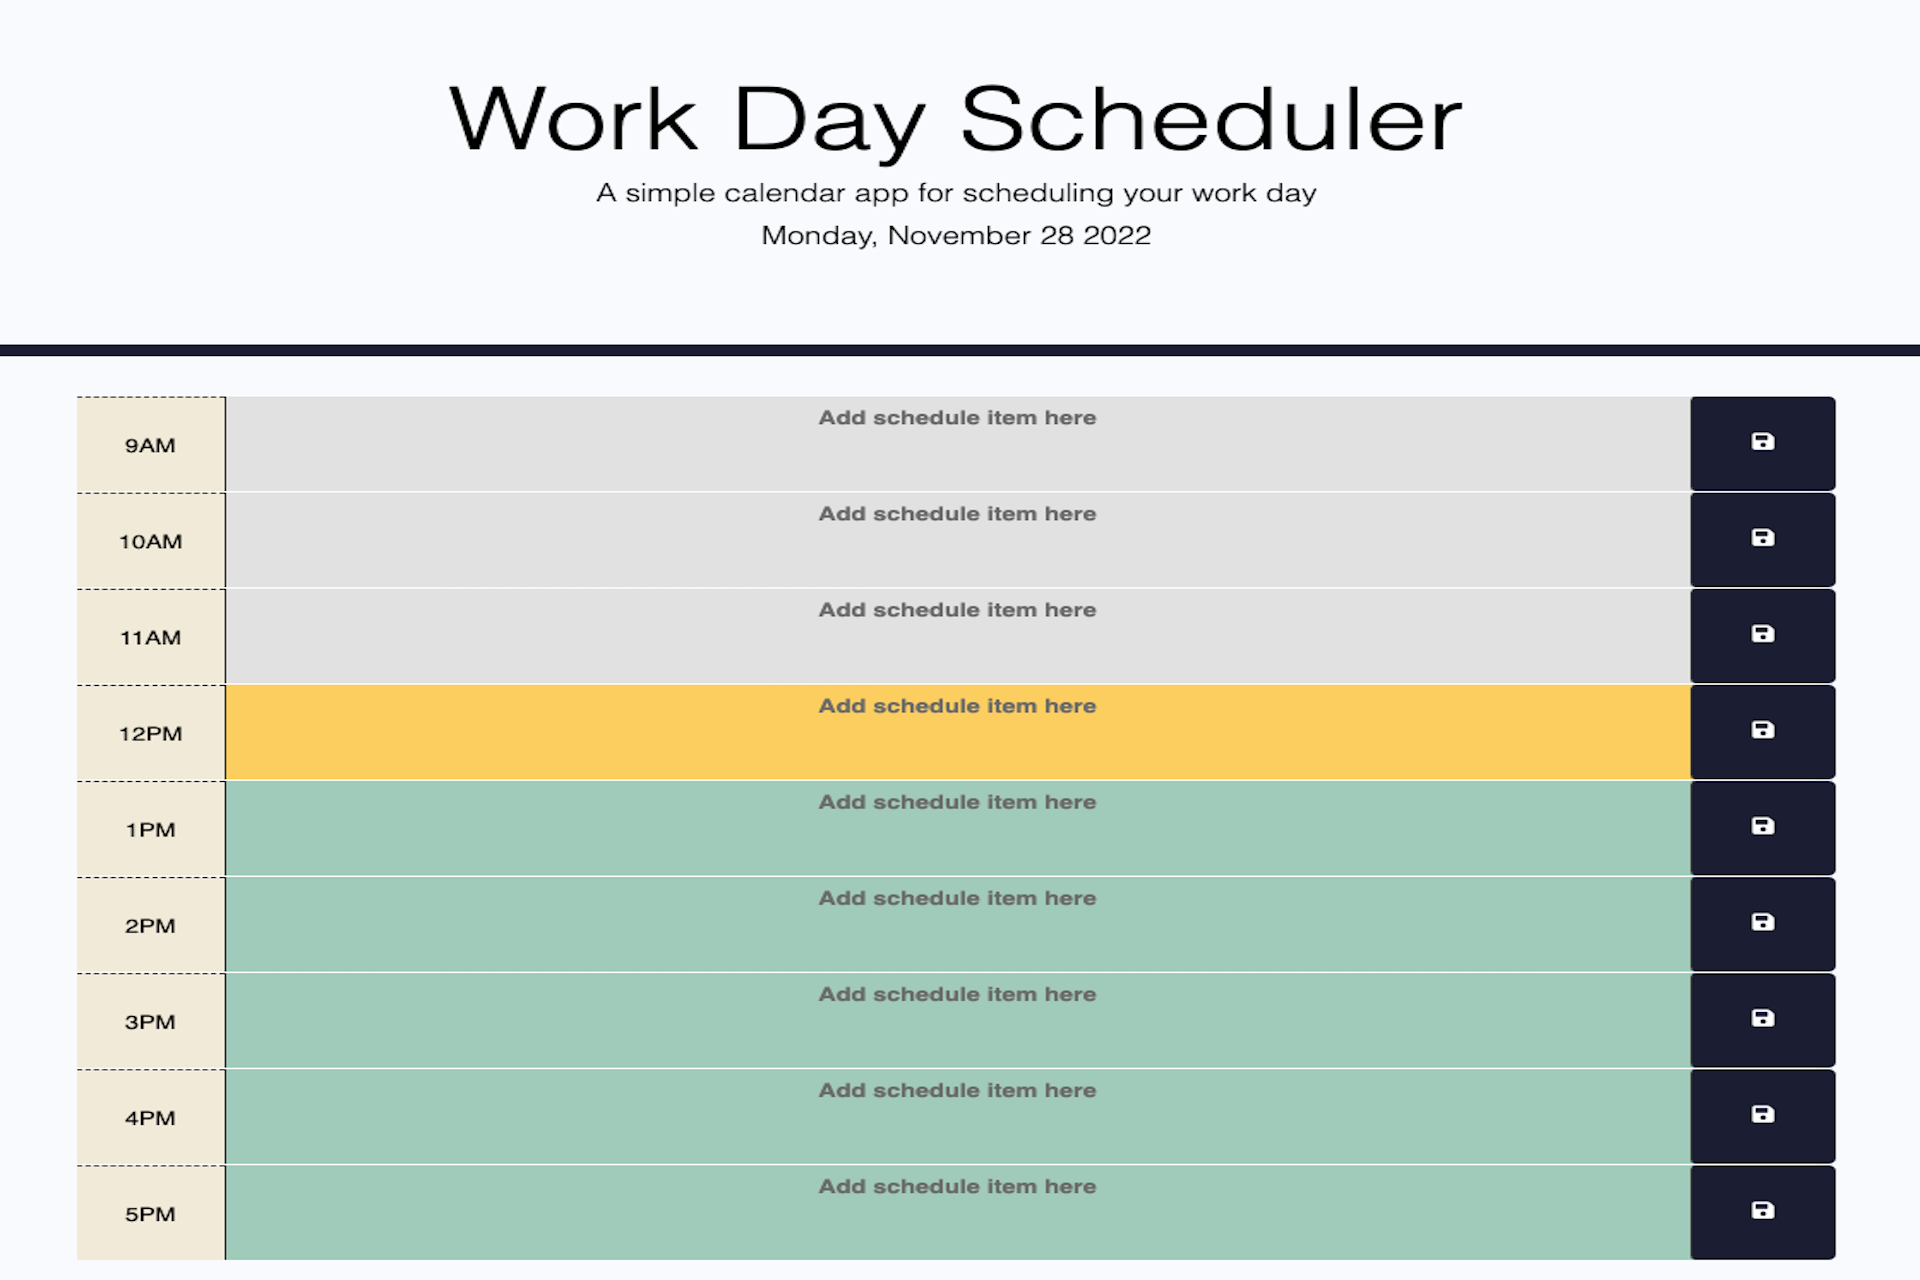 Work Day Scheduler
A simple calendar app for scheduling your work day
Monday, November 28 2022
9AM
Add schedule item here
10AM
Add schedule item here
11AM
Add schedule item here
12PM
Add schedule item here
1PM
Add schedule item here
2PM
Add schedule item here
3PM
Add schedule item here
4PM
Add schedule item here
5PM
Add schedule item here